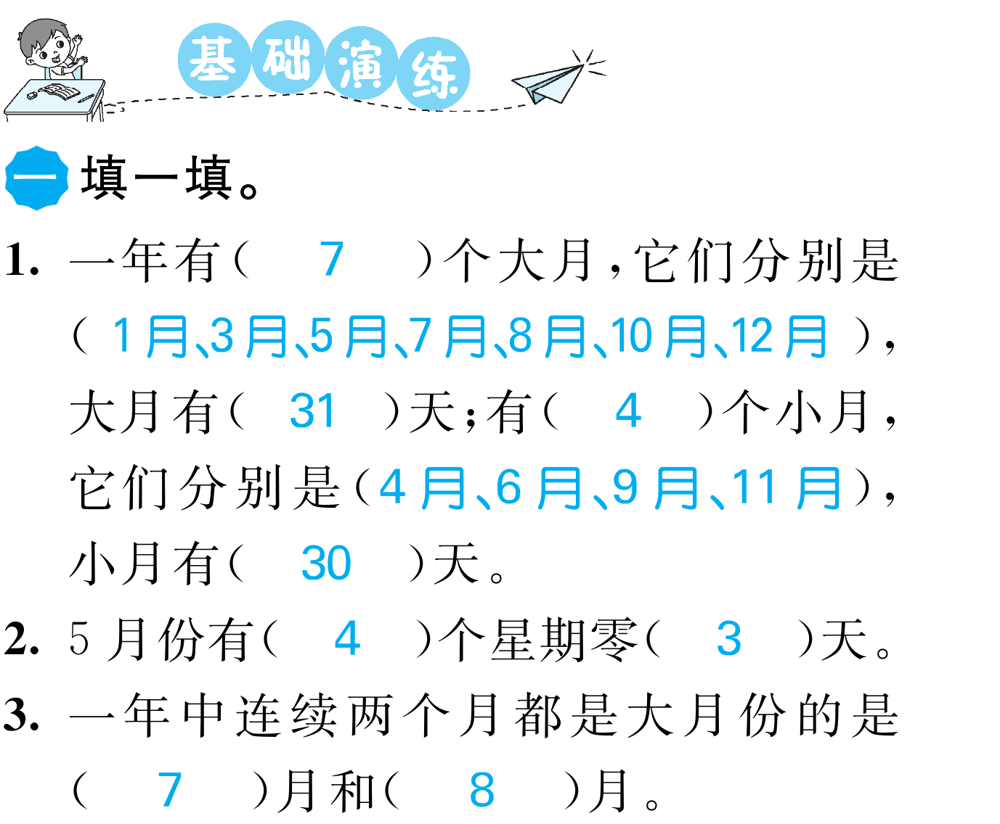 基础演练
一 填一填。
1. 一年有( 7 )个大月,它们分别是
( 1月、3月、5月、7月、8月、10月、12月 ),
大月有( 31 )天;有( 4 )个小月,
它们分别是(4月、6月、9月、11月),
小月有( 30 )天。
2. 5月份有( 4 )个星期零( 3 )天。
3. 一年中连续两个月都是大月份的是
( 7 )月和( 8 )月。